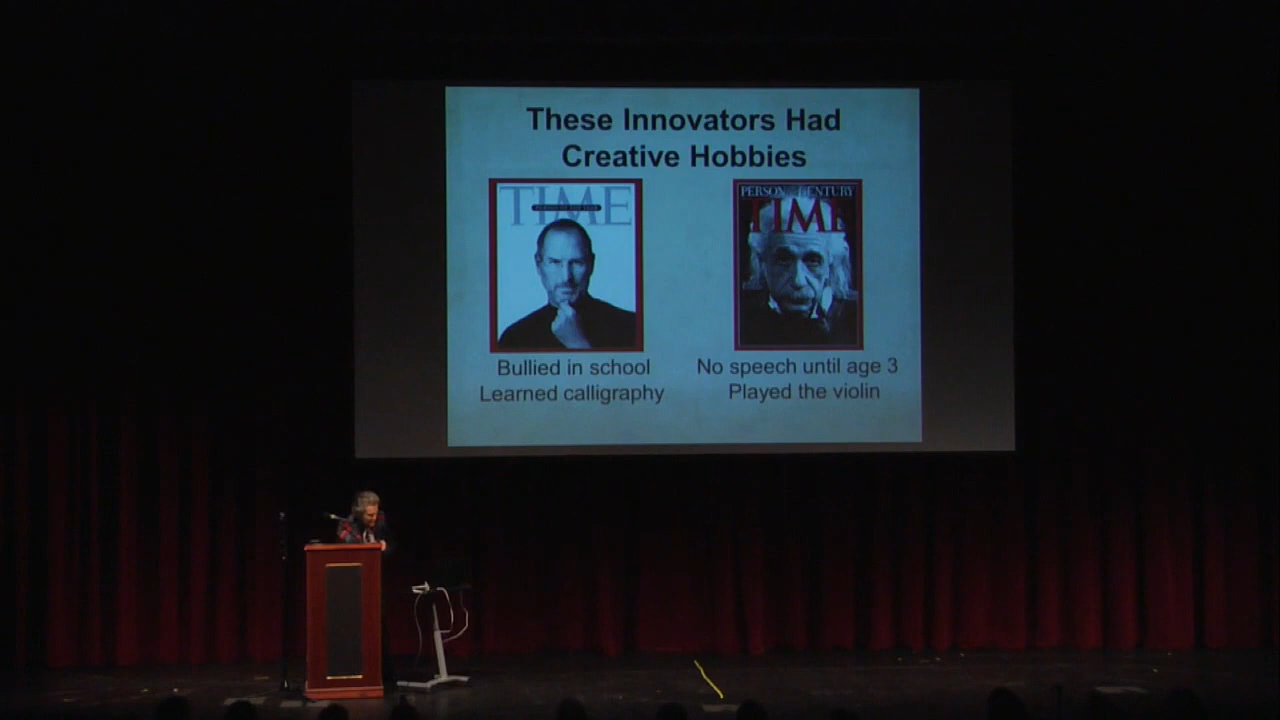 These Innovators Had
Creative Hobbies
TIME
PERSON CENTURY
TIME
Bullied in school
Learned calligraphy
No speech until age 3
Played the violin